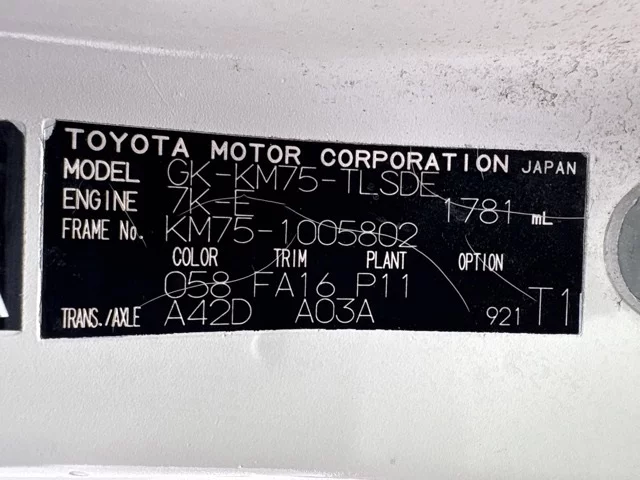 TOYOTA MOTOR CORPORATION JAPAN
MODEL GK-KM75-TLSDE
ENGINE 7K-E 1781 mL
FRAME No. KM75-1005802
COLOR TRIM PLANT OPTION
058 FA16 P11
TRANS./AXLE A42D A03A 921 T1